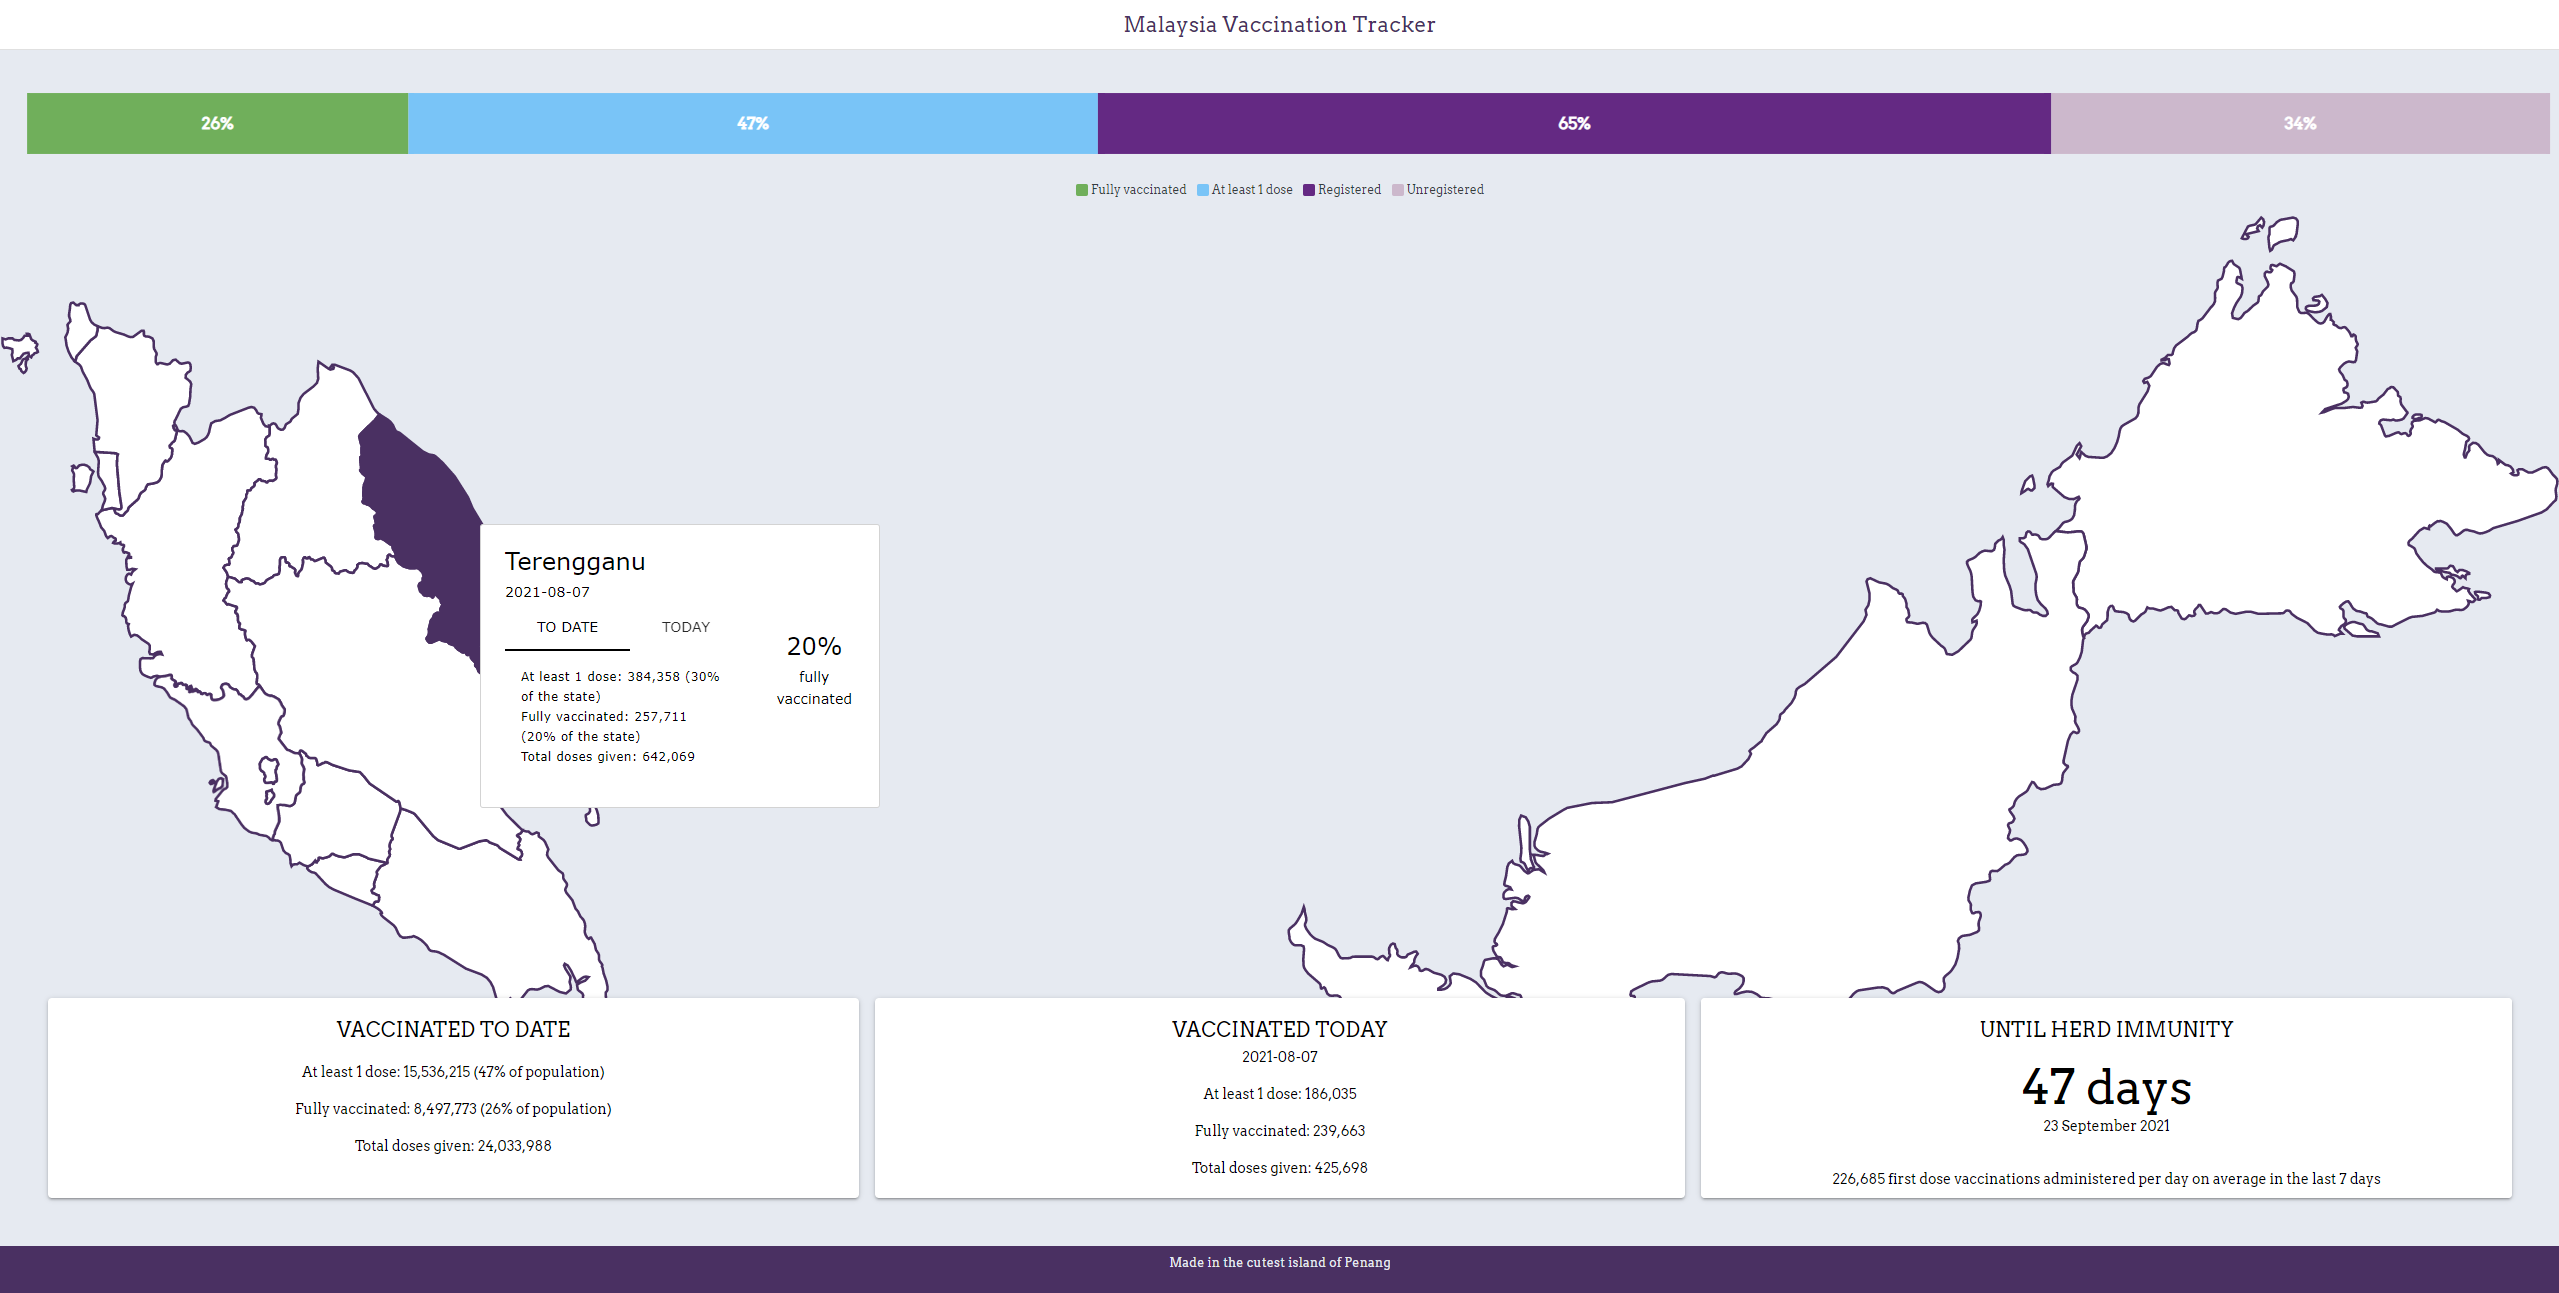 Malaysia Vaccination Tracker
26%
47%
65%
34%
Fully vaccinated
At least 1 dose
Registered
Unregistered
Terengganu
2021-08-07
TO DATE
TODAY
At least 1 dose: 384,358 (30%
of the state)
Fully vaccinated: 257,711
(20% of the state)
Total doses given: 642,069
20%
fully
vaccinated
VACCINATED TO DATE
At least 1 dose: 15,536,215 (47% of population)
Fully vaccinated: 8,497,773 (26% of population)
Total doses given: 24,033,988
VACCINATED TODAY
2021-08-07
At least 1 dose: 186,035
Fully vaccinated: 239,663
Total doses given: 425,698
UNTIL HERD IMMUNITY
47 days
23 September 2021
226,685 first dose vaccinations administered per day on average in the last 7 days
Made in the cutest island of Penang